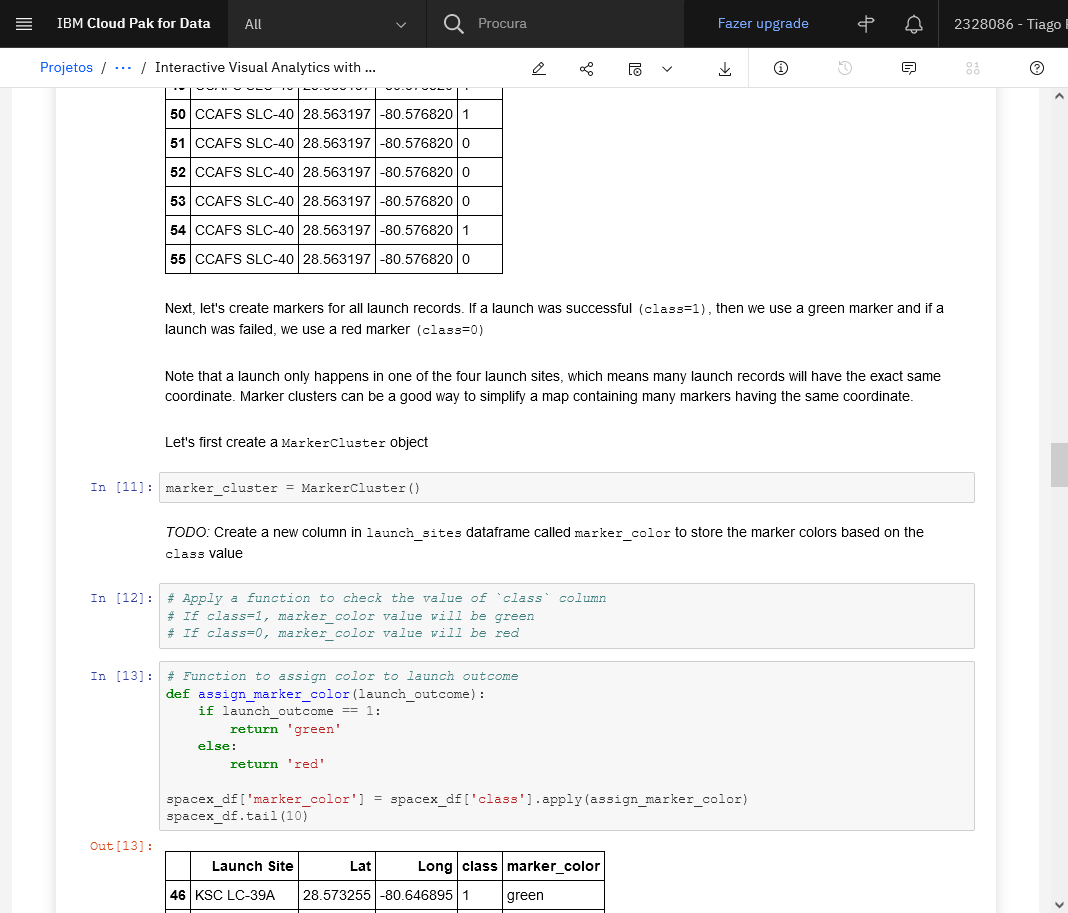 IBM Cloud Pak for Data All Procura Fazer upgrade 2328086 - Tiago
Projetos / ... / Interactive Visual Analytics with ...
50 CCAFS SLC-40 28.563197 -80.576820 1
51 CCAFS SLC-40 28.563197 -80.576820 0
52 CCAFS SLC-40 28.563197 -80.576820 0
53 CCAFS SLC-40 28.563197 -80.576820 0
54 CCAFS SLC-40 28.563197 -80.576820 1
55 CCAFS SLC-40 28.563197 -80.576820 0
Next, let's create markers for all launch records. If a launch was successful (class=1), then we use a green marker and if a
launch was failed, we use a red marker (class=0)
Note that a launch only happens in one of the four launch sites, which means many launch records will have the exact same
coordinate. Marker clusters can be a good way to simplify a map containing many markers having the same coordinate.
Let's first create a MarkerCluster object
In [11]: marker_cluster = MarkerCluster()
TODO: Create a new column in launch_sites dataframe called marker_color to store the marker colors based on the
class value
In [12]: # Apply a function to check the value of `class` column
# If class=1, marker_color value will be green
# If class=0, marker_color value will be red
In [13]: # Function to assign color to launch outcome
def assign_marker_color(launch_outcome):
    if launch_outcome == 1:
        return 'green'
    else:
        return 'red'
spacex_df['marker_color'] = spacex_df['class'].apply(assign_marker_color)
spacex_df.tail(10)
Out[13]:
Launch Site Lat Long class marker_color
46 KSC LC-39A 28.573255 -80.646895 1 green